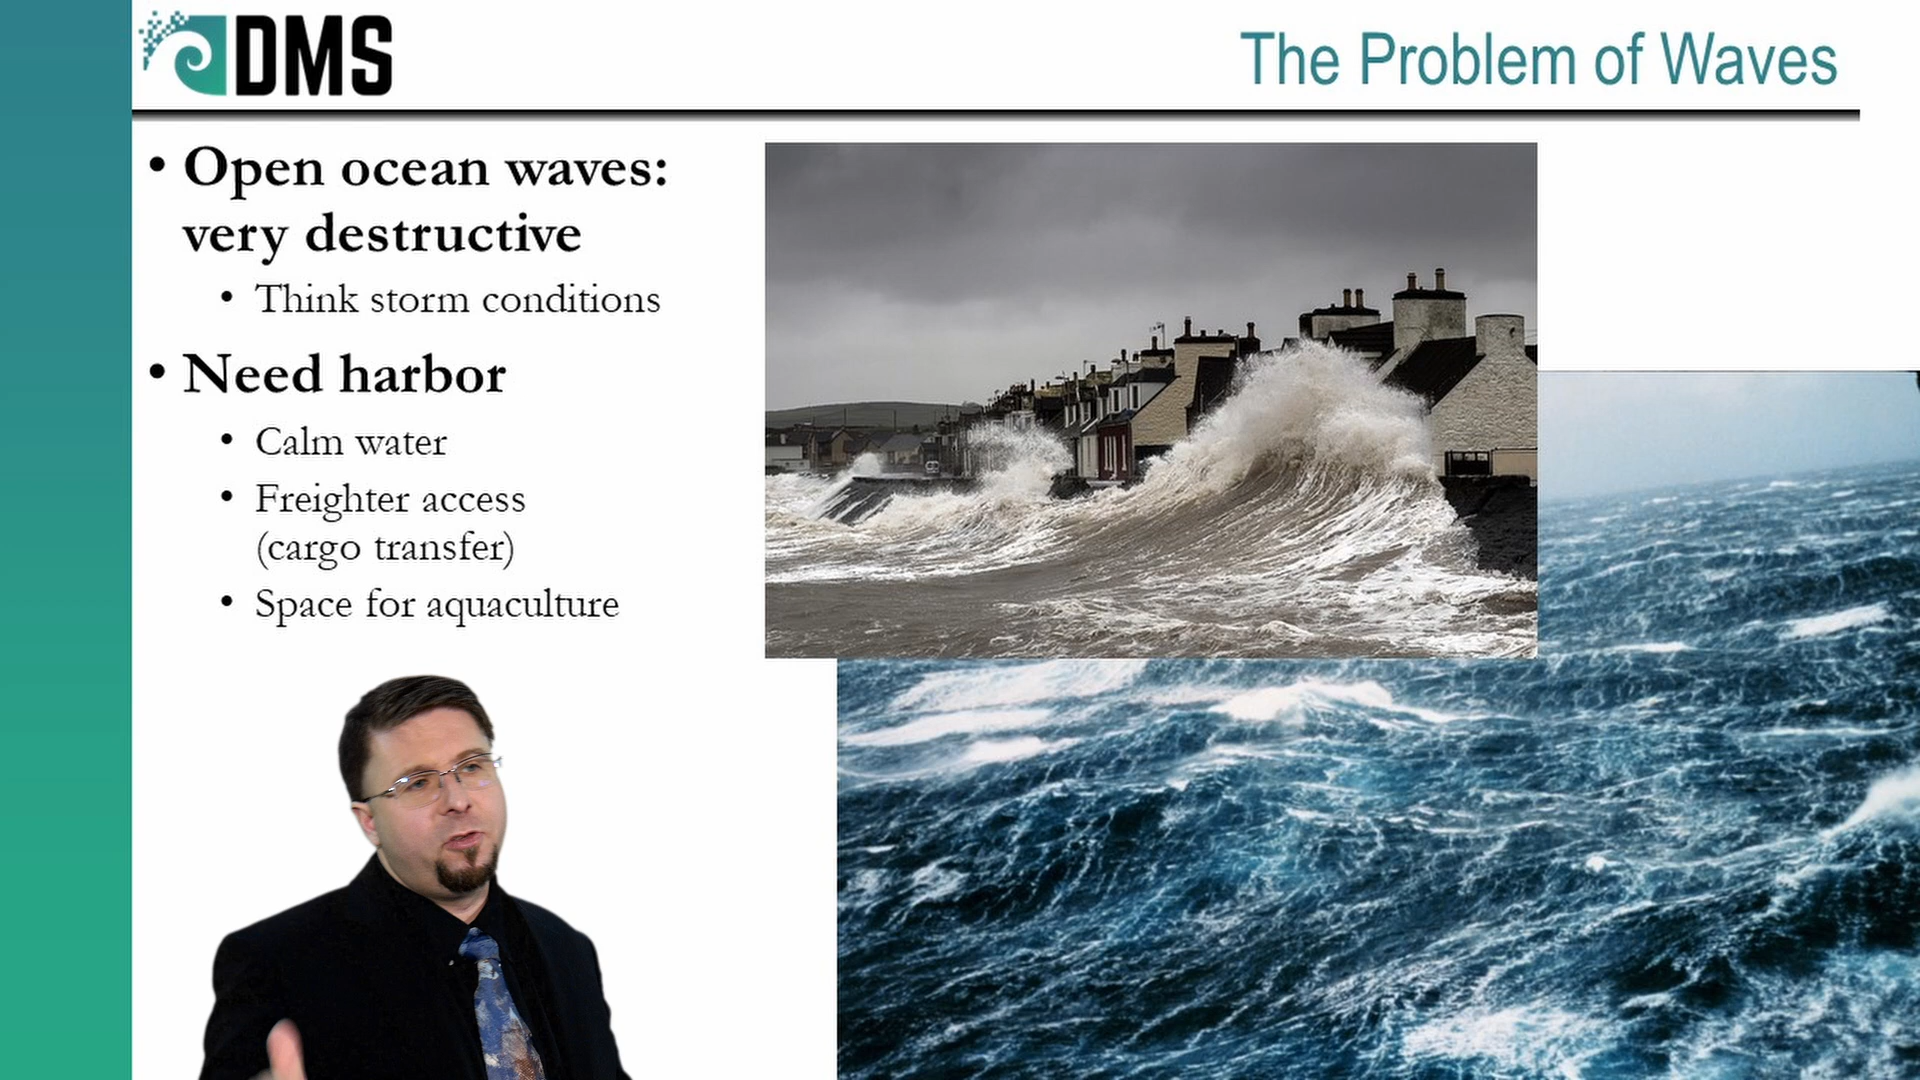 DMS
The Problem of Waves
• Open ocean waves:
very destructive
• Think storm conditions
• Need harbor
• Calm water
• Freighter access
(cargo transfer)
• Space for aquaculture